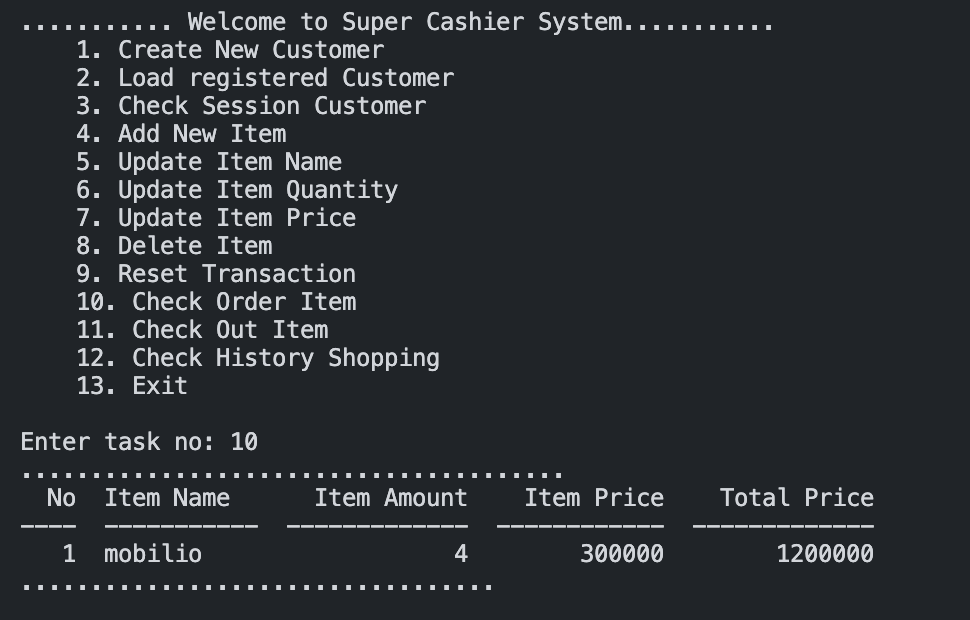 ........... Welcome to Super Cashier System...........
1. Create New Customer
2. Load registered Customer
3. Check Session Customer
4. Add New Item
5. Update Item Name
6. Update Item Quantity
7. Update Item Price
8. Delete Item
9. Reset Transaction
10. Check Order Item
11. Check Out Item
12. Check History Shopping
13. Exit
Enter task no: 10
.......................................
No Item Name Item Amount Item Price Total Price
---- ----------- ------------- ------------ -------------
1 mobilio 4 300000 1200000
..................................